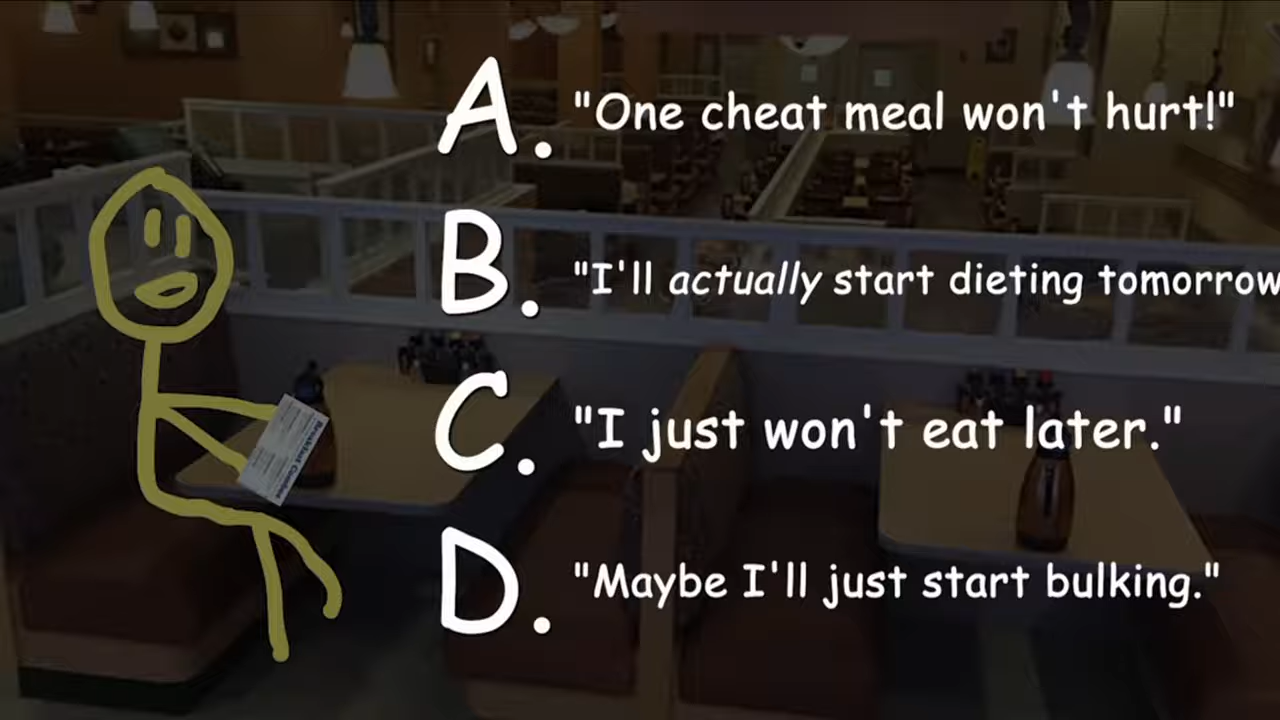 A. "One cheat meal won't hurt!"
B. "I'll actually start dieting tomorrow
C. "I just won't eat later."
D. "Maybe I'll just start bulking."